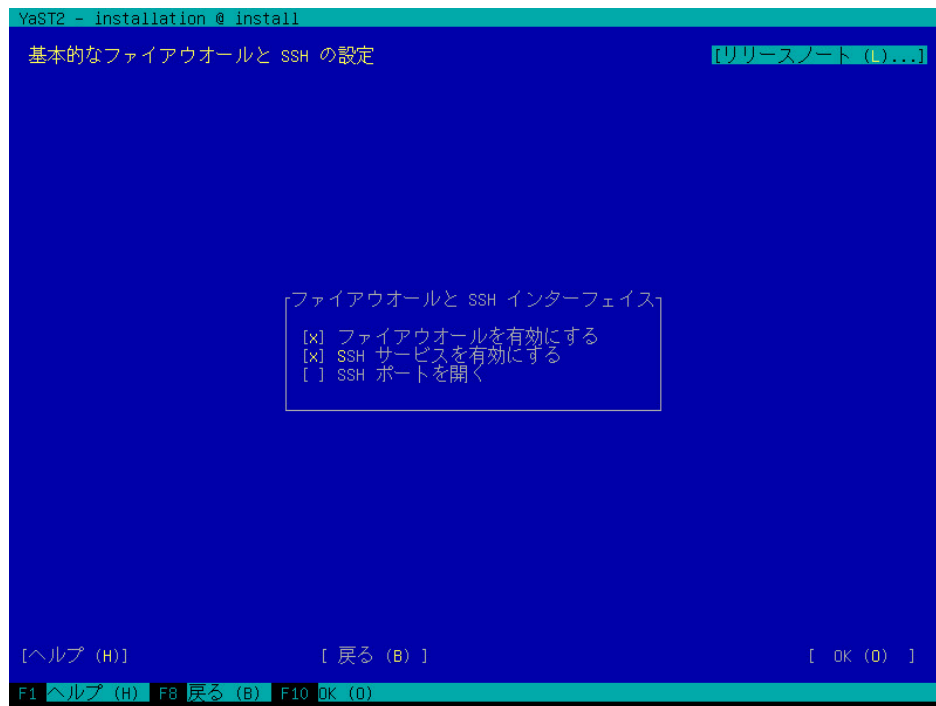 YaST2 - installation @ install
基本的なファイアウオールと SSH の設定
[リリースノート (L)...]
ファイアウオールと SSH インターフェイス
[x] ファイアウオールを有効にする
[x] SSH サービスを有効にする
[ ] SSH ポートを開く
[ヘルプ (H)] [ 戻る (B) ] [ OK (O) ]
F1 ヘルプ (H) F8 戻る (B) F10 OK (O)